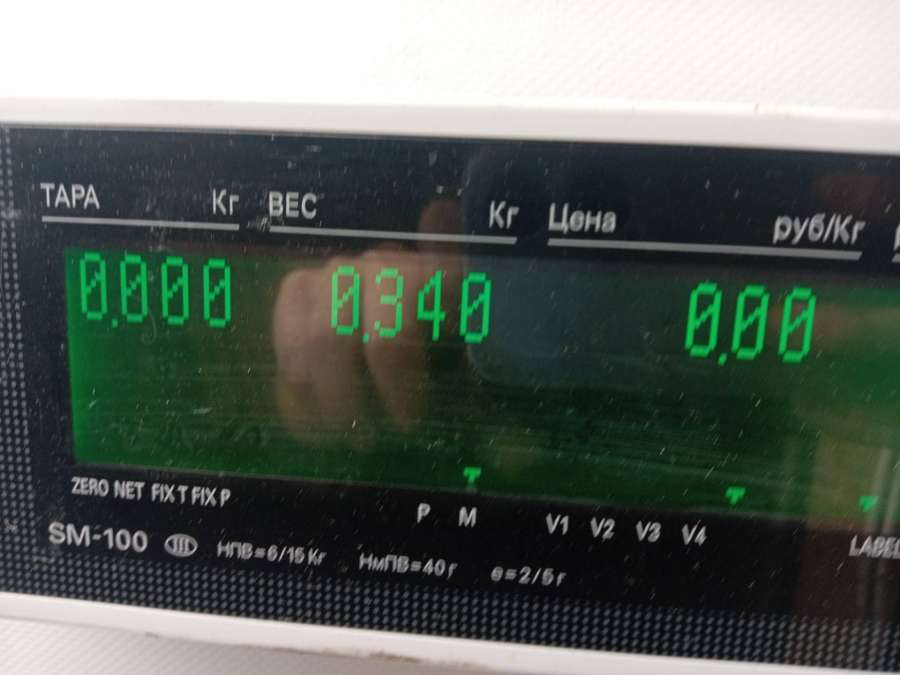 ТАРА Кг ВЕС Кг Цена руб/Кг
0.000 0.340 0.00
ZERO NET FIX T FIX P P M V1 V2 V3 V4
SM-100 III НПВ=6/15 Кг НмПВ=40 г e=2/5 г